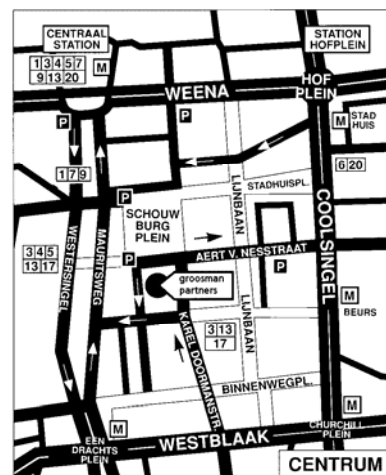 CENTRAAL
STATION
1 3 4 5 7
9 13 20
M
STATION
HOFPLEIN
WEENA
HOF
PLEIN
P
P
M
STAD
HUIS
1 7 9
6 20
LIJNBAAN
STADHUISPL.
P
SCHOUW
BURG
PLEIN
COOLSINGEL
WESTERSINGEL
MAURITSWEG
3 4 5
13 17
P
AERT V. NESSTRAAT
P
groosman
partners
LIJNBAAN
M
BEURS
3 13
17
KAREL DOORMANSTR.
BINNENWEGPL.
M
M
EEN
DRACHTS
PLEIN
WESTBLAAK
CHURCHILL
PLEIN
CENTRUM